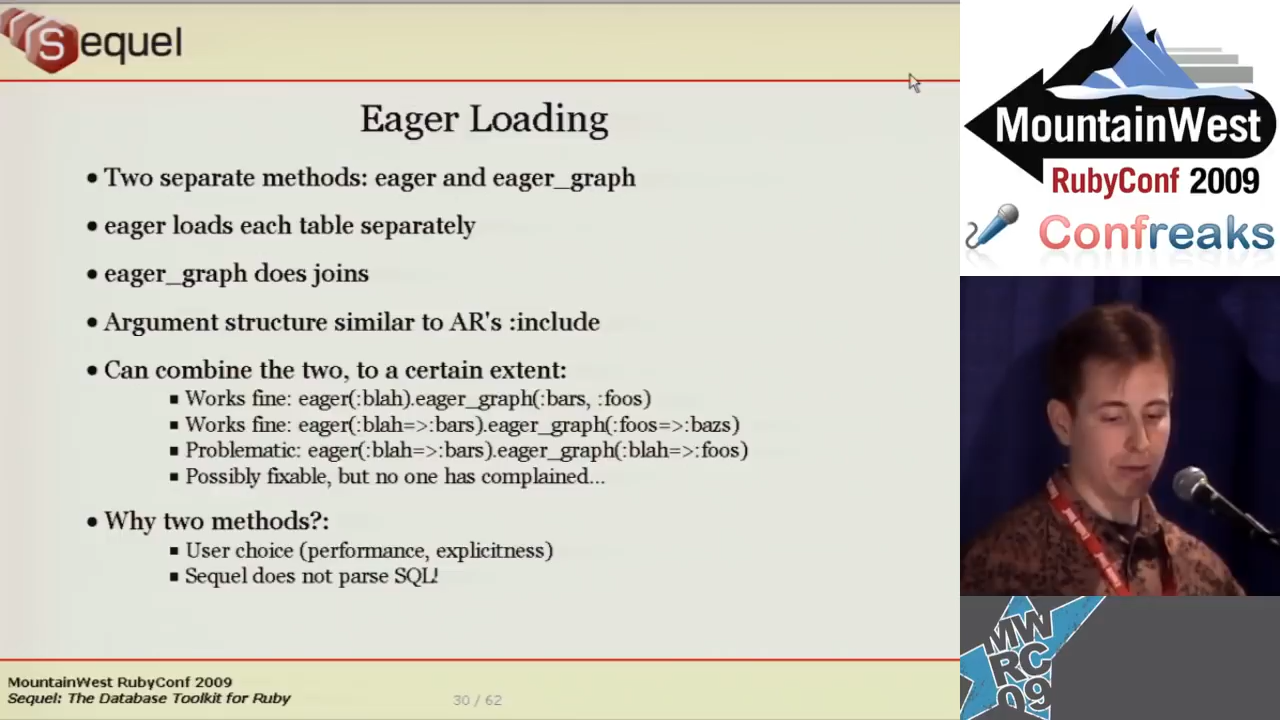 Sequel
Eager Loading
• Two separate methods: eager and eager_graph
• eager loads each table separately
• eager_graph does joins
• Argument structure similar to AR's :include
• Can combine the two, to a certain extent:
▪ Works fine: eager(:blah).eager_graph(:bars, :foos)
▪ Works fine: eager(:blah=>:bars).eager_graph(:foos=>:bazs)
▪ Problematic: eager(:blah=>:bars).eager_graph(:blah=>:foos)
▪ Possibly fixable, but no one has complained...
• Why two methods?:
▪ User choice (performance, explicitness)
▪ Sequel does not parse SQL!
MountainWest RubyConf 2009
Sequel: The Database Toolkit for Ruby
30 / 62
MountainWest
RubyConf 2009
Confreaks
MW
RC
09